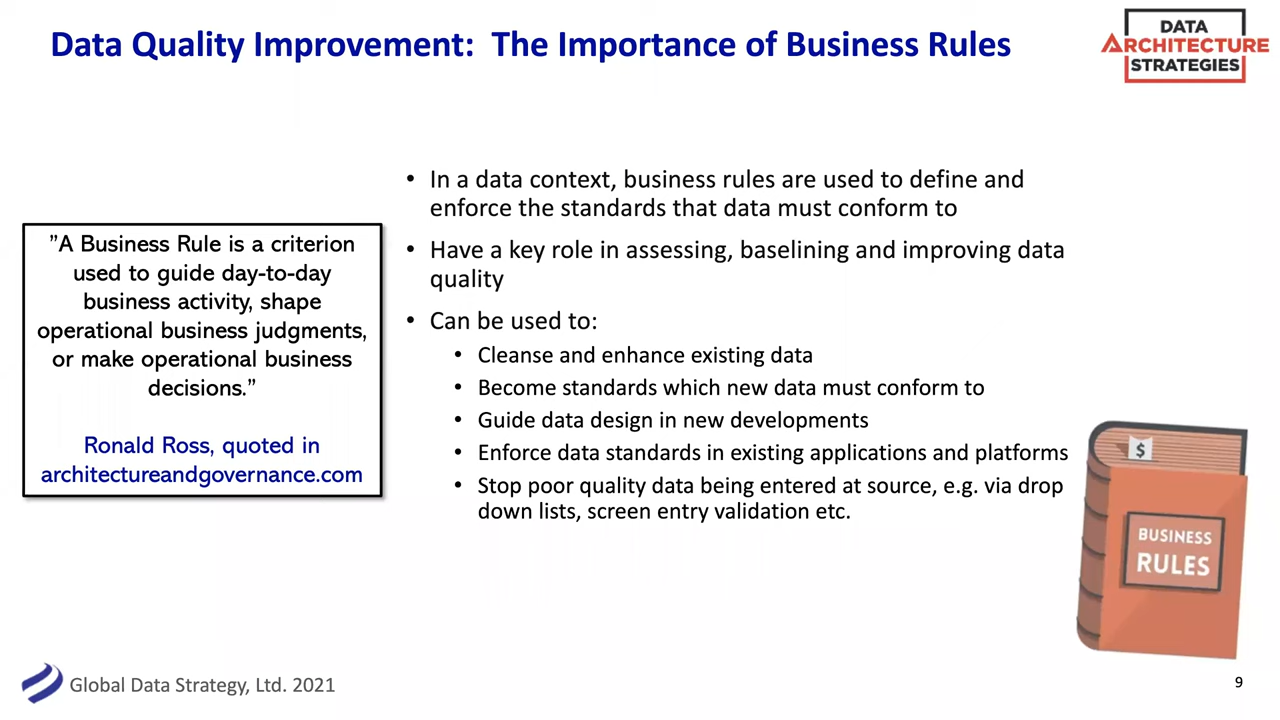 Data Quality Improvement:  The Importance of Business Rules
DATA
ARCHITECTURE
STRATEGIES
”A Business Rule is a criterion
used to guide day-to-day
business activity, shape
operational business judgments,
or make operational business
decisions.”
Ronald Ross, quoted in
architectureandgovernance.com
• In a data context, business rules are used to define and
enforce the standards that data must conform to
• Have a key role in assessing, baselining and improving data
quality
• Can be used to:
• Cleanse and enhance existing data
• Become standards which new data must conform to
• Guide data design in new developments
• Enforce data standards in existing applications and platforms
• Stop poor quality data being entered at source, e.g. via drop
down lists, screen entry validation etc.
$
BUSINESS
RULES
Global Data Strategy, Ltd. 2021
9